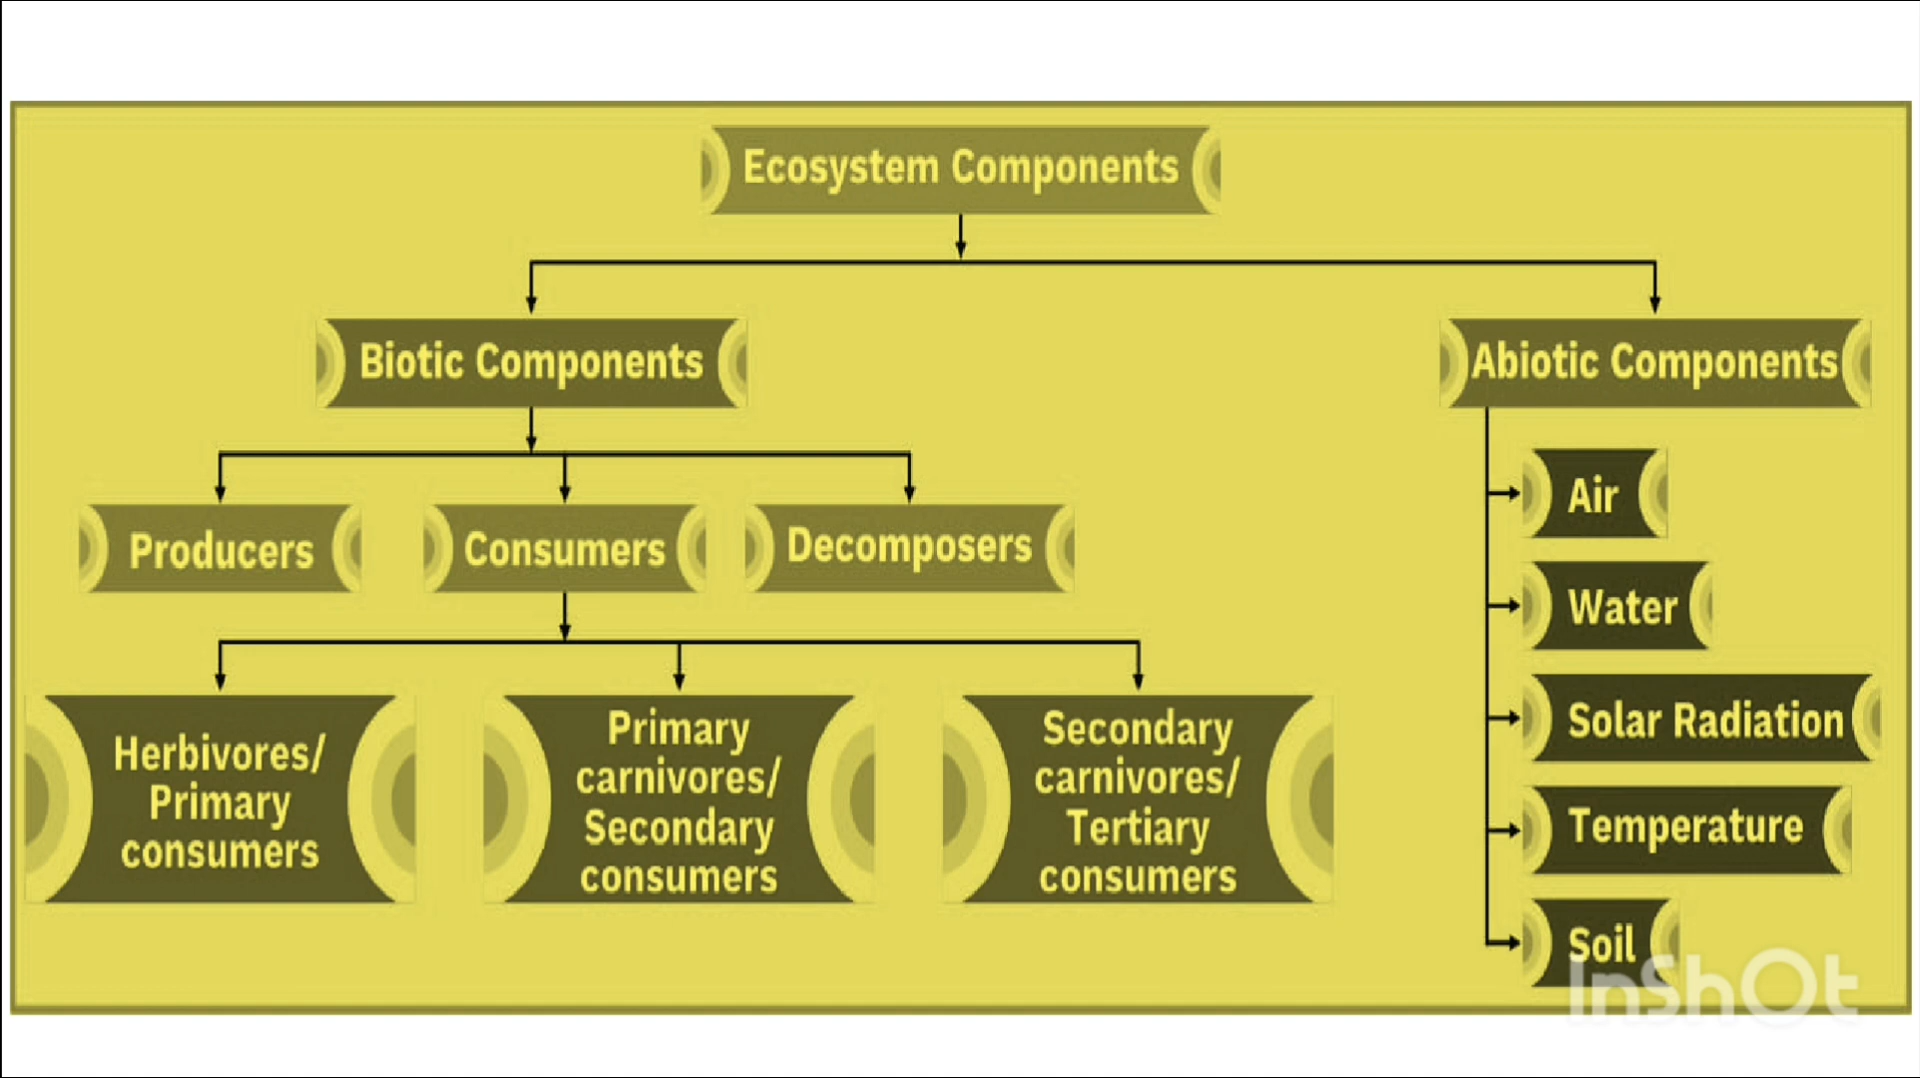 Ecosystem Components
Biotic Components
Abiotic Components
Producers
Consumers
Decomposers
Herbivores/
Primary
consumers
Primary
carnivores/
Secondary
consumers
Secondary
carnivores/
Tertiary
consumers
Air
Water
Solar Radiation
Temperature
Soil
InShOt